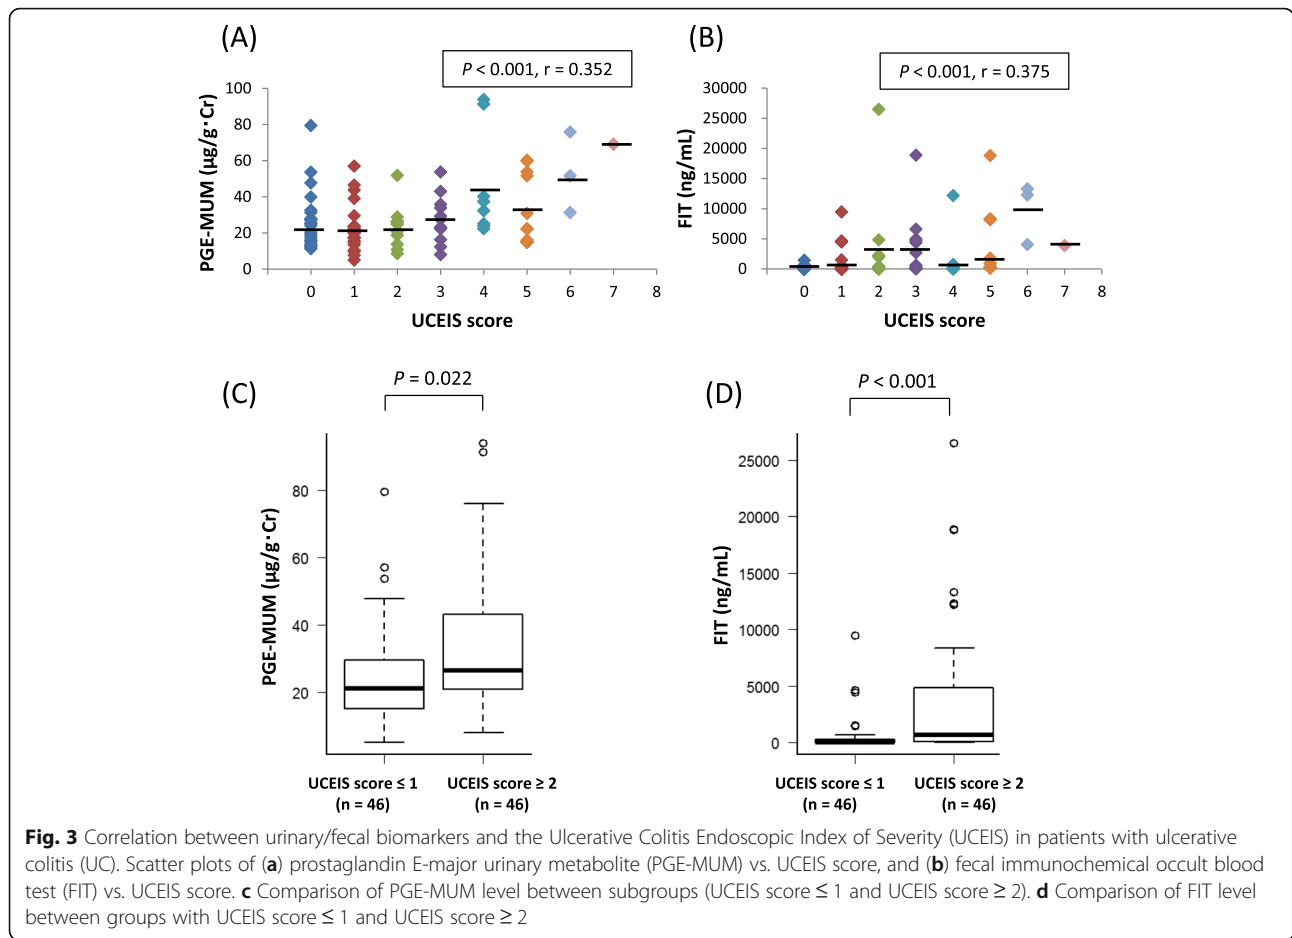 (A)
P < 0.001, r = 0.352
PGE-MUM (μg/g·Cr)
100
80
60
40
20
0
0 1 2 3 4 5 6 7 8
UCEIS score
(B)
P < 0.001, r = 0.375
FIT (ng/mL)
30000
25000
20000
15000
10000
5000
0
0 1 2 3 4 5 6 7 8
UCEIS score
(C)
P = 0.022
PGE-MUM (μg/g·Cr)
80
60
40
20
UCEIS score ≤ 1 UCEIS score ≥ 2
(n = 46) (n = 46)
(D)
P < 0.001
FIT (ng/mL)
25000
20000
15000
10000
5000
0
UCEIS score ≤ 1 UCEIS score ≥ 2
(n = 46) (n = 46)
Fig. 3 Correlation between urinary/fecal biomarkers and the Ulcerative Colitis Endoscopic Index of Severity (UCEIS) in patients with ulcerative
colitis (UC). Scatter plots of (a) prostaglandin E-major urinary metabolite (PGE-MUM) vs. UCEIS score, and (b) fecal immunochemical occult blood
test (FIT) vs. UCEIS score. c Comparison of PGE-MUM level between subgroups (UCEIS score ≤ 1 and UCEIS score ≥ 2). d Comparison of FIT level
between groups with UCEIS score ≤ 1 and UCEIS score ≥ 2